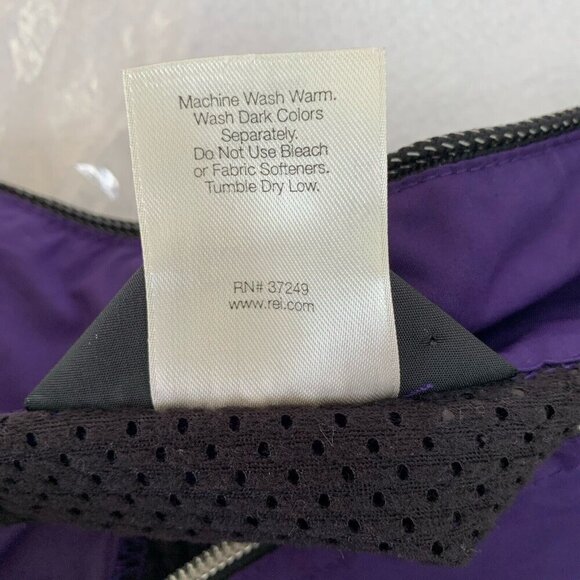 Machine Wash Warm.
Wash Dark Colors
Separately.
Do Not Use Bleach
or Fabric Softeners.
Tumble Dry Low.
RN# 37249
www.rei.com